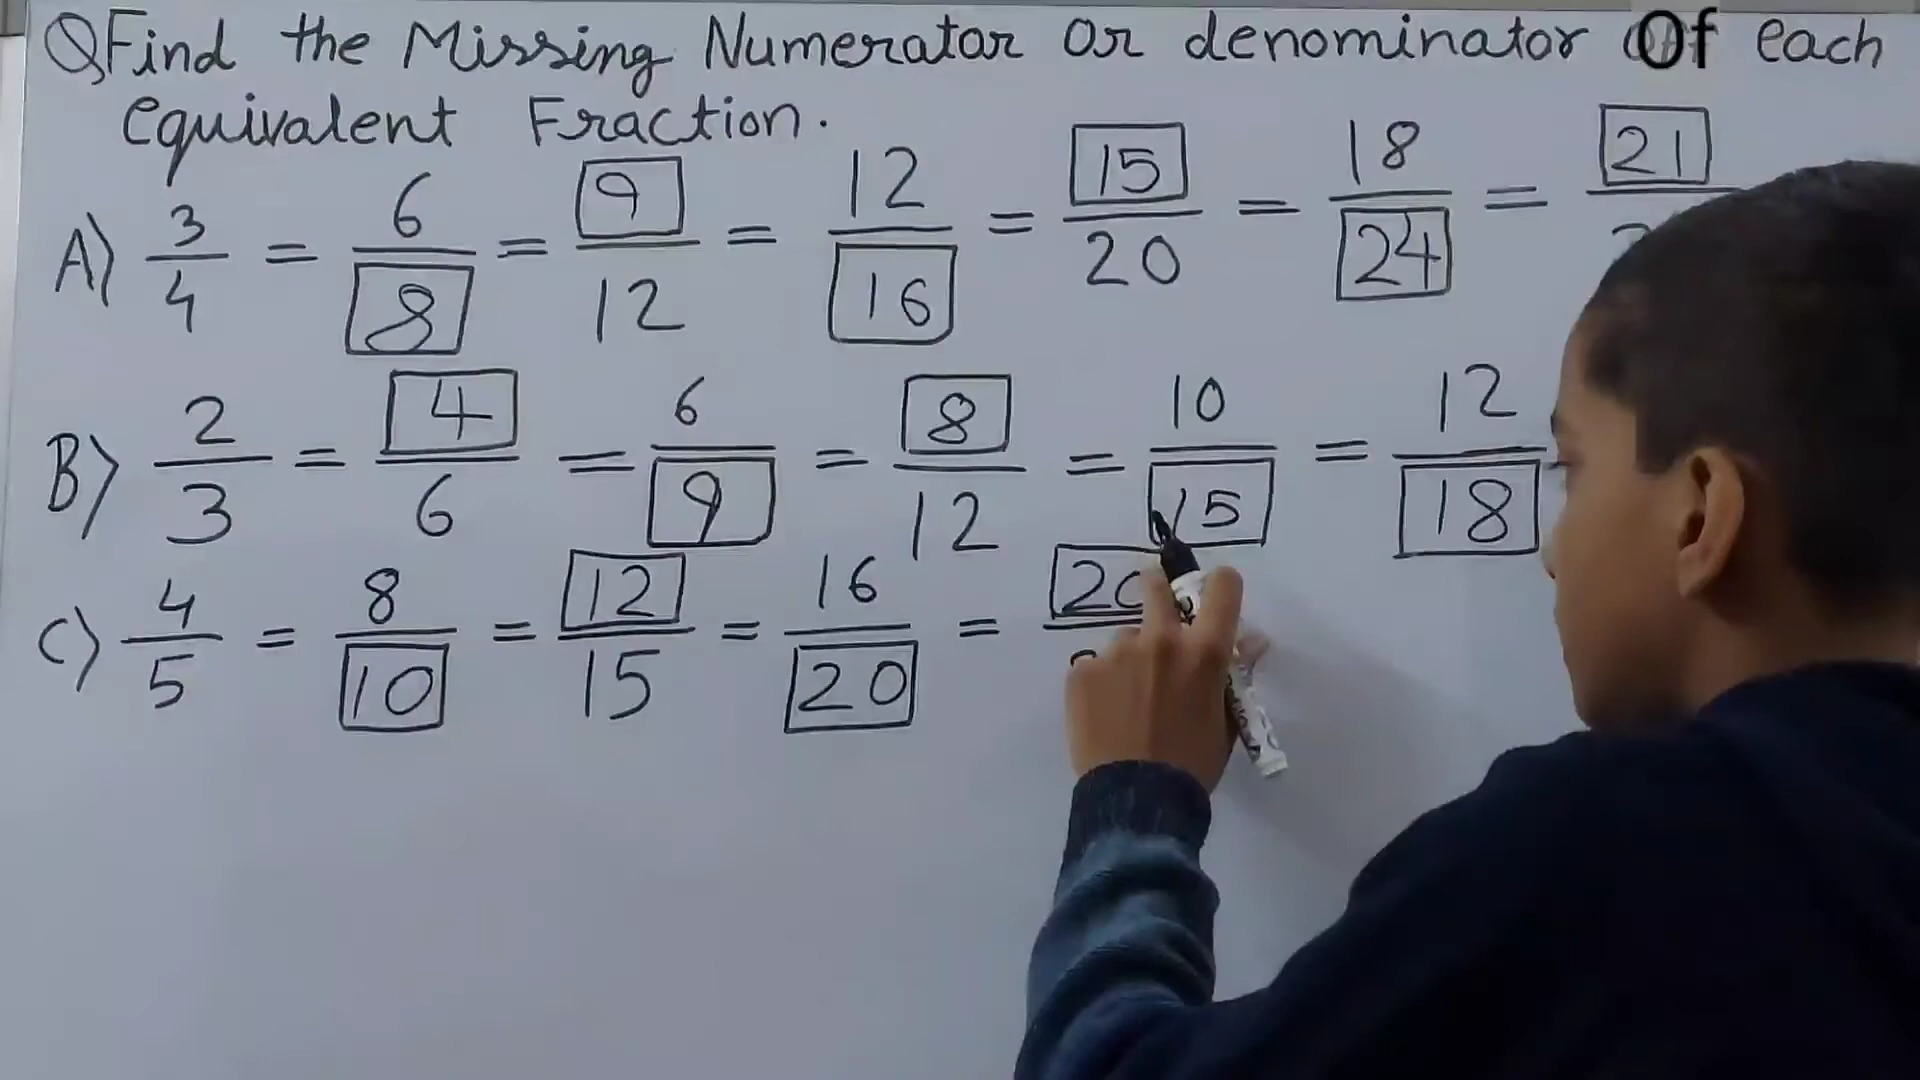 Q Find the Missing Numerator or denominator Of each
equivalent Fraction.
A) 3/4 = 6/8 = 9/12 = 12/16 = 15/20 = 18/24 = 21/
B) 2/3 = 4/6 = 6/9 = 8/12 = 10/15 = 12/18
C) 4/5 = 8/10 = 12/15 = 16/20 = 20/